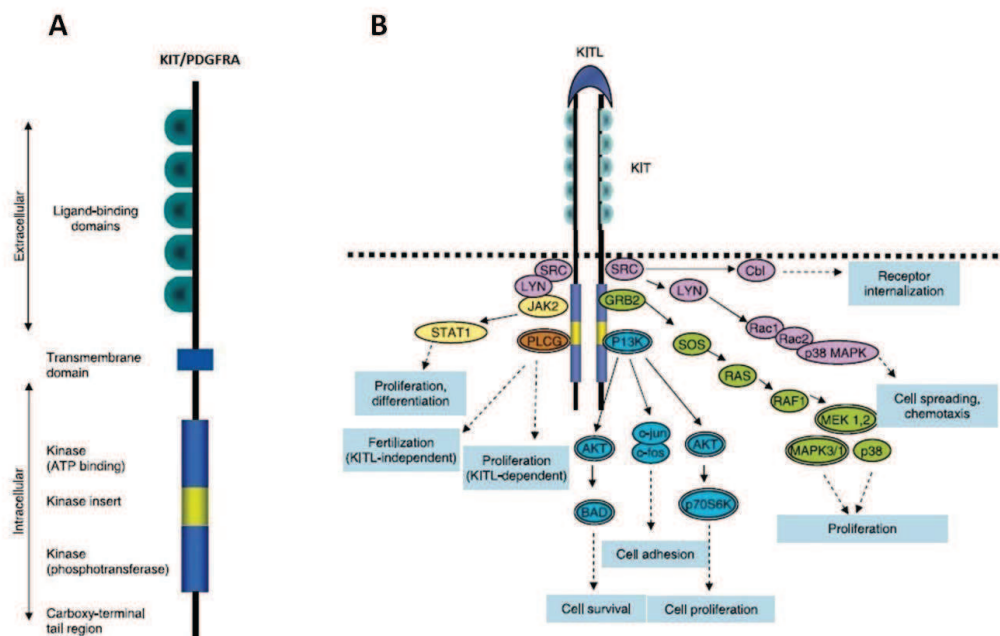 A
KIT/PDGFRA
Extracellular
Ligand-binding
domains
Transmembrane
domain
Intracellular
Kinase
(ATP binding)
Kinase insert
Kinase
(phosphotransferase)
Carboxy-terminal
tail region
B
KITL
KIT
SRC
LYN
JAK2
STAT1
PLCG
Proliferation,
differentiation
Fertilization
(KITL-independent)
Proliferation
(KITL-dependent)
SRC
Cbl
Receptor
internalization
LYN
Rac1
Rac2
p38 MAPK
Cell spreading,
chemotaxis
GRB2
SOS
RAS
RAF1
MEK 1,2
MAPK3/1
p38
Proliferation
P13K
AKT
BAD
Cell survival
c-jun
c-fos
Cell adhesion
AKT
p70S6K
Cell proliferation